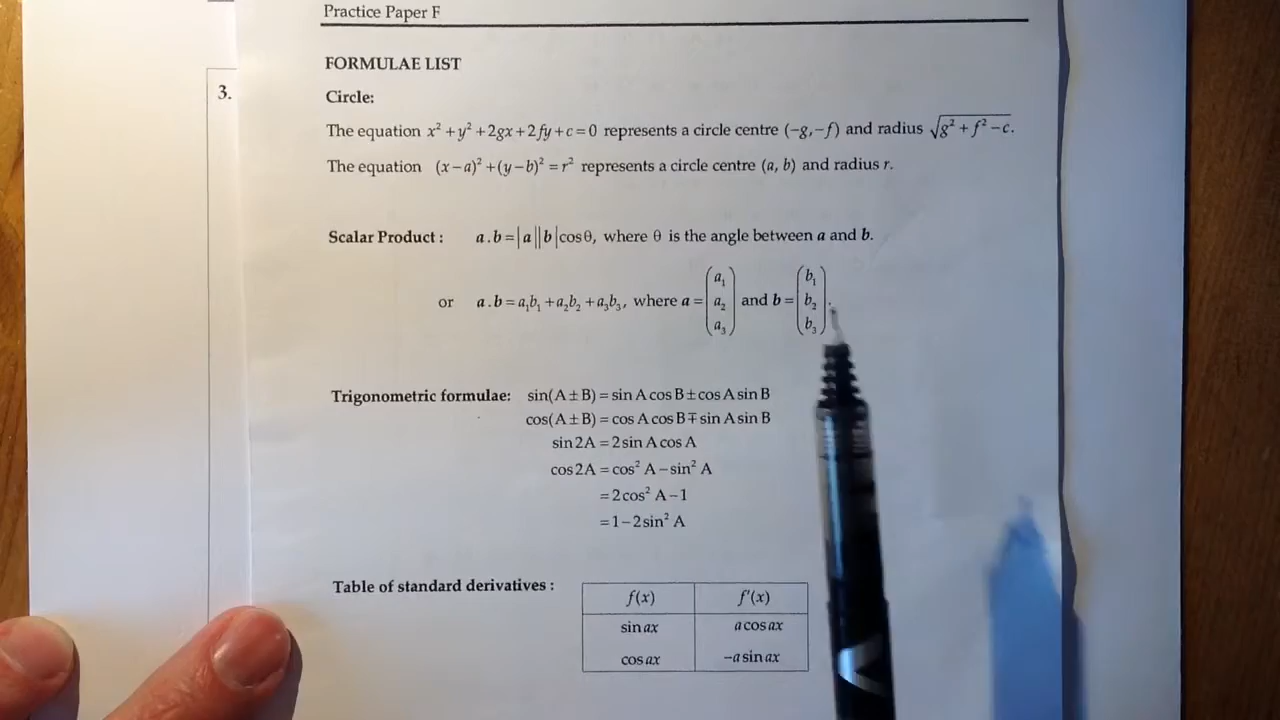 Practice Paper F
FORMULAE LIST
3.
Circle:
The equation x² + y² + 2gx + 2fy + c = 0 represents a circle centre (−g, −f) and radius √(g² + f² − c).
The equation (x − a)² + (y − b)² = r² represents a circle centre (a, b) and radius r.
Scalar Product : a.b = |a||b|cosθ, where θ is the angle between a and b.
or a.b = a₁b₁ + a₂b₂ + a₃b₃, where a = (a₁ a₂ a₃) and b = (b₁ b₂ b₃).
Trigonometric formulae: sin(A ± B) = sin A cos B ± cos A sin B
cos(A ± B) = cos A cos B ∓ sin A sin B
sin 2A = 2 sin A cos A
cos 2A = cos² A − sin² A
= 2 cos² A − 1
= 1 − 2 sin² A
Table of standard derivatives :
f(x) f′(x)
sin ax a cos ax
cos ax −a sin ax